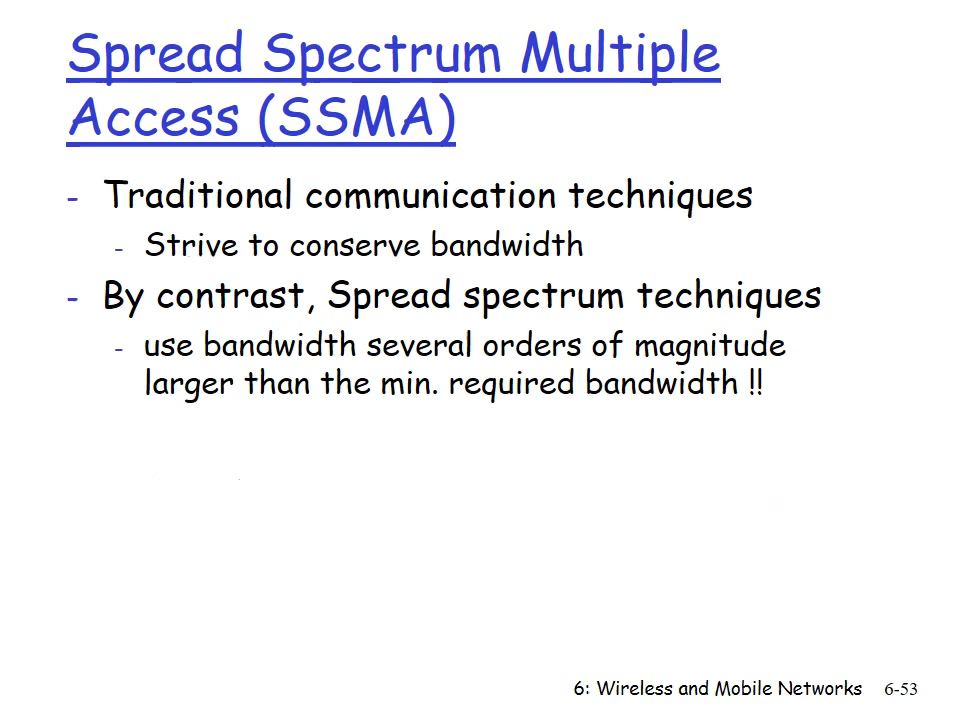 Spread Spectrum Multiple
Access (SSMA)
- Traditional communication techniques
- Strive to conserve bandwidth
- By contrast, Spread spectrum techniques
- use bandwidth several orders of magnitude
larger than the min. required bandwidth !!
6: Wireless and Mobile Networks 6-53